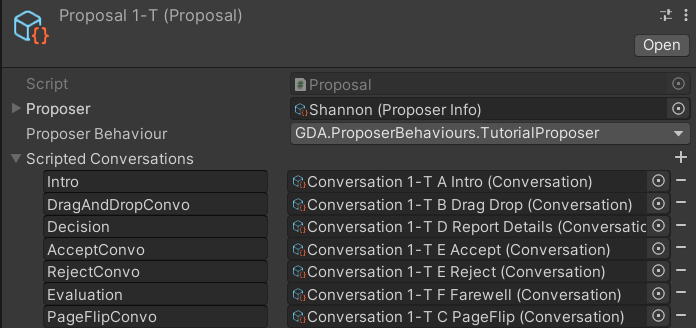 Proposal 1-T (Proposal)
Open
Script Proposal
Proposer Shannon (Proposer Info)
Proposer Behaviour GDA.ProposerBehaviours.TutorialProposer
Scripted Conversations
Intro Conversation 1-T A Intro (Conversation)
DragAndDropConvo Conversation 1-T B Drag Drop (Conversation)
Decision Conversation 1-T D Report Details (Conversatio
AcceptConvo Conversation 1-T E Accept (Conversation)
RejectConvo Conversation 1-T E Reject (Conversation)
Evaluation Conversation 1-T F Farewell (Conversation)
PageFlipConvo Conversation 1-T C PageFlip (Conversation)